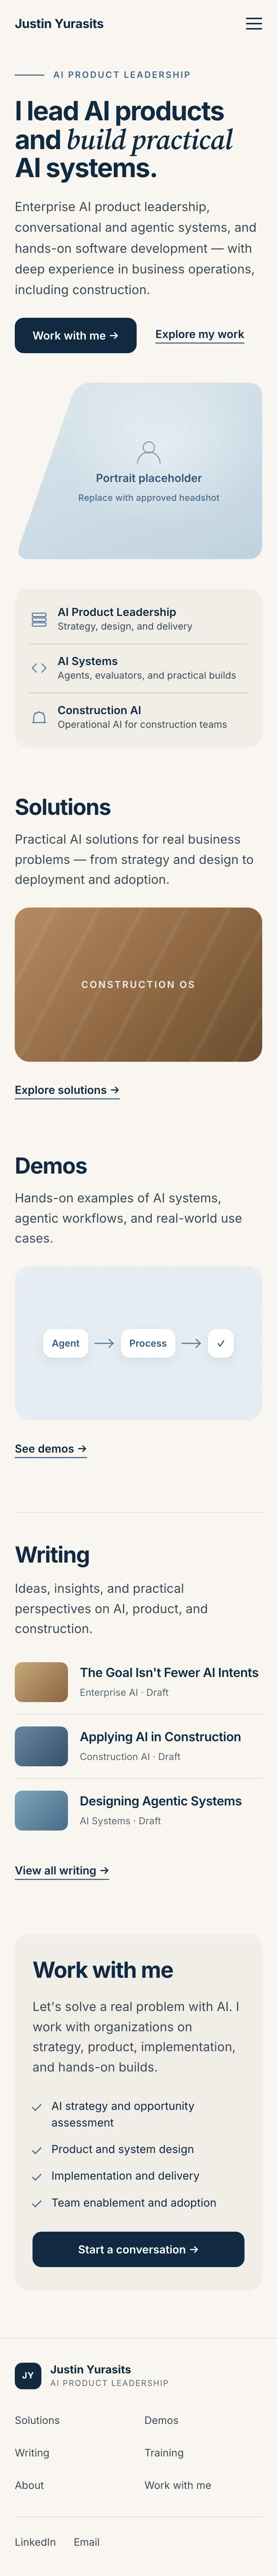 Justin Yurasits
AI PRODUCT LEADERSHIP
I lead AI products
and build practical
AI systems.
Enterprise AI product leadership,
conversational and agentic systems, and
hands-on software development — with
deep experience in business operations,
including construction.
Work with me →
Explore my work
Portrait placeholder
Replace with approved headshot
AI Product Leadership
Strategy, design, and delivery
AI Systems
Agents, evaluators, and practical builds
Construction AI
Operational AI for construction teams
Solutions
Practical AI solutions for real business
problems — from strategy and design to
deployment and adoption.
CONSTRUCTION OS
Explore solutions →
Demos
Hands-on examples of AI systems,
agentic workflows, and real-world use
cases.
Agent
Process
✓
See demos →
Writing
Ideas, insights, and practical
perspectives on AI, product, and
construction.
The Goal Isn't Fewer AI Intents
Enterprise AI · Draft
Applying AI in Construction
Construction AI · Draft
Designing Agentic Systems
AI Systems · Draft
View all writing →
Work with me
Let's solve a real problem with AI. I
work with organizations on
strategy, product, implementation,
and hands-on builds.
AI strategy and opportunity
assessment
Product and system design
Implementation and delivery
Team enablement and adoption
Start a conversation →
JY
Justin Yurasits
AI PRODUCT LEADERSHIP
Solutions
Demos
Writing
Training
About
Work with me
LinkedIn
Email